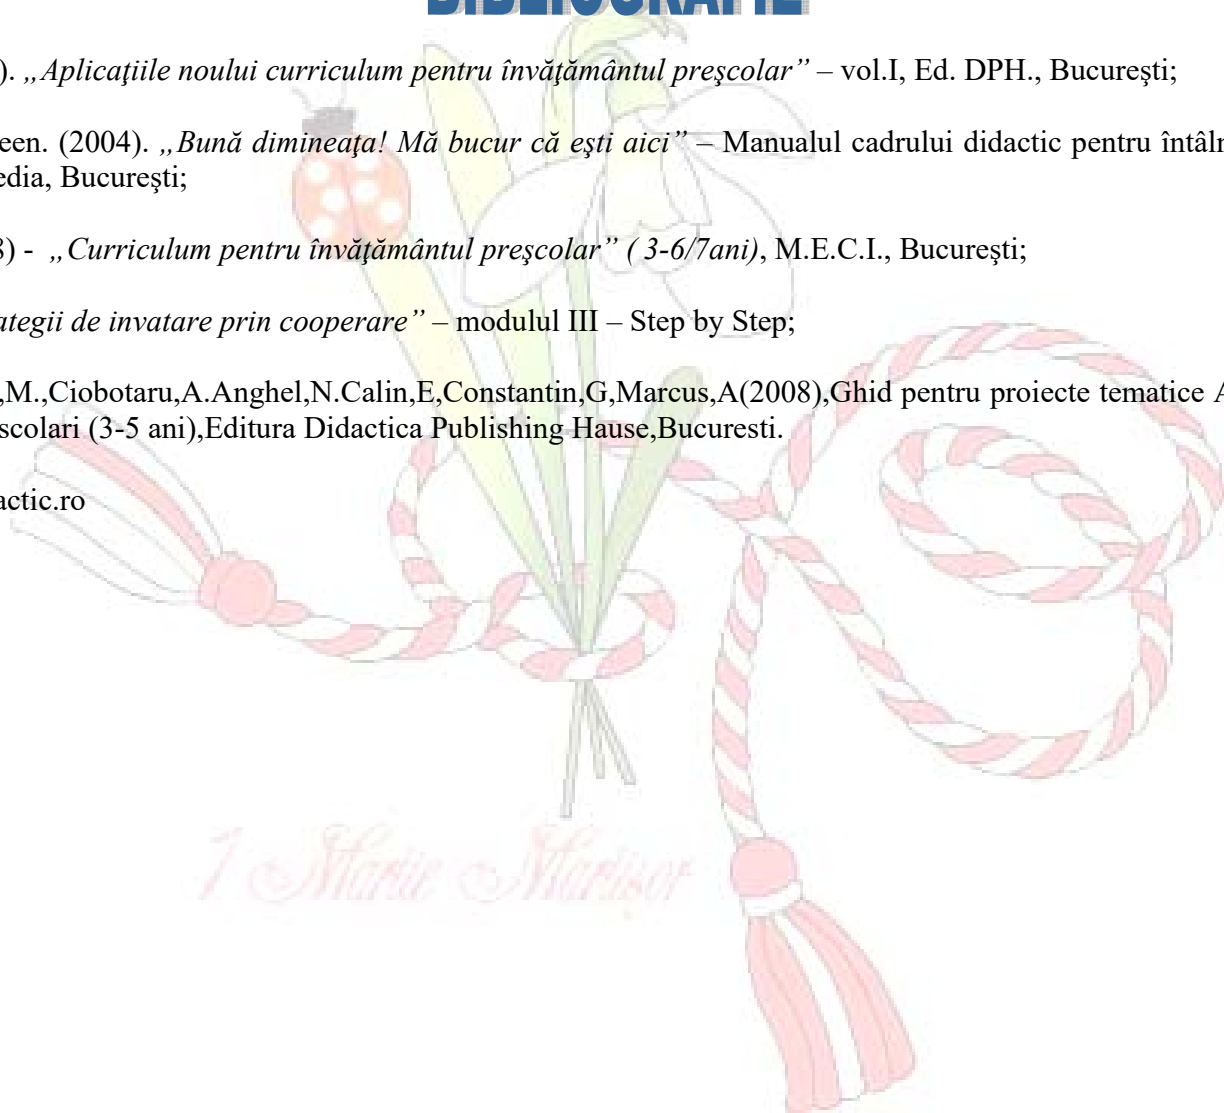 BIBLIOGRAFIE
). „Aplicaţiile noului curriculum pentru învăţământul preşcolar” – vol.I, Ed. DPH., Bucureşti;
een. (2004). „Bună dimineaţa! Mă bucur că eşti aici” – Manualul cadrului didactic pentru întâln
edia, Bucureşti;
8) - „Curriculum pentru învăţământul preşcolar” ( 3-6/7ani), M.E.C.I., Bucureşti;
ategii de invatare prin cooperare” – modulul III – Step by Step;
,M.,Ciobotaru,A.Anghel,N.Calin,E,Constantin,G,Marcus,A(2008),Ghid pentru proiecte tematice A
scolari (3-5 ani),Editura Didactica Publishing Hause,Bucuresti.
actic.ro
1 Martie Martisor